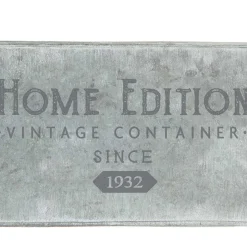 HOMÉ EDITION
·VINTAGE CONTAINER·
SINCE
1932